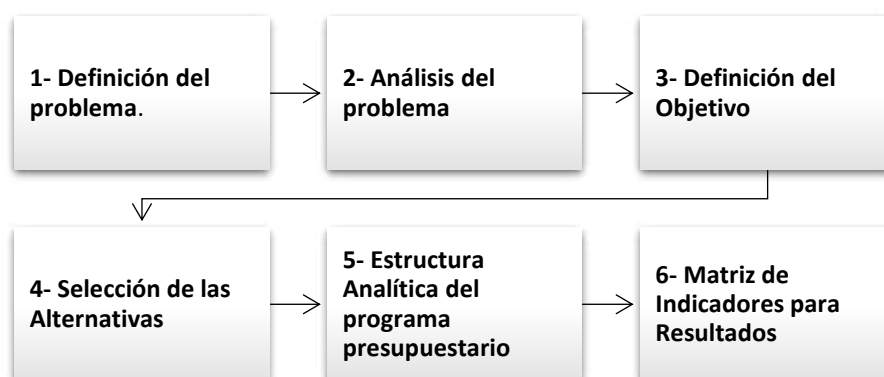 1- Definición del
problema.
2- Análisis del
problema
3- Definición del
Objetivo
4- Selección de las
Alternativas
5- Estructura
Analítica del
programa
presupuestario
6- Matriz de
Indicadores para
Resultados